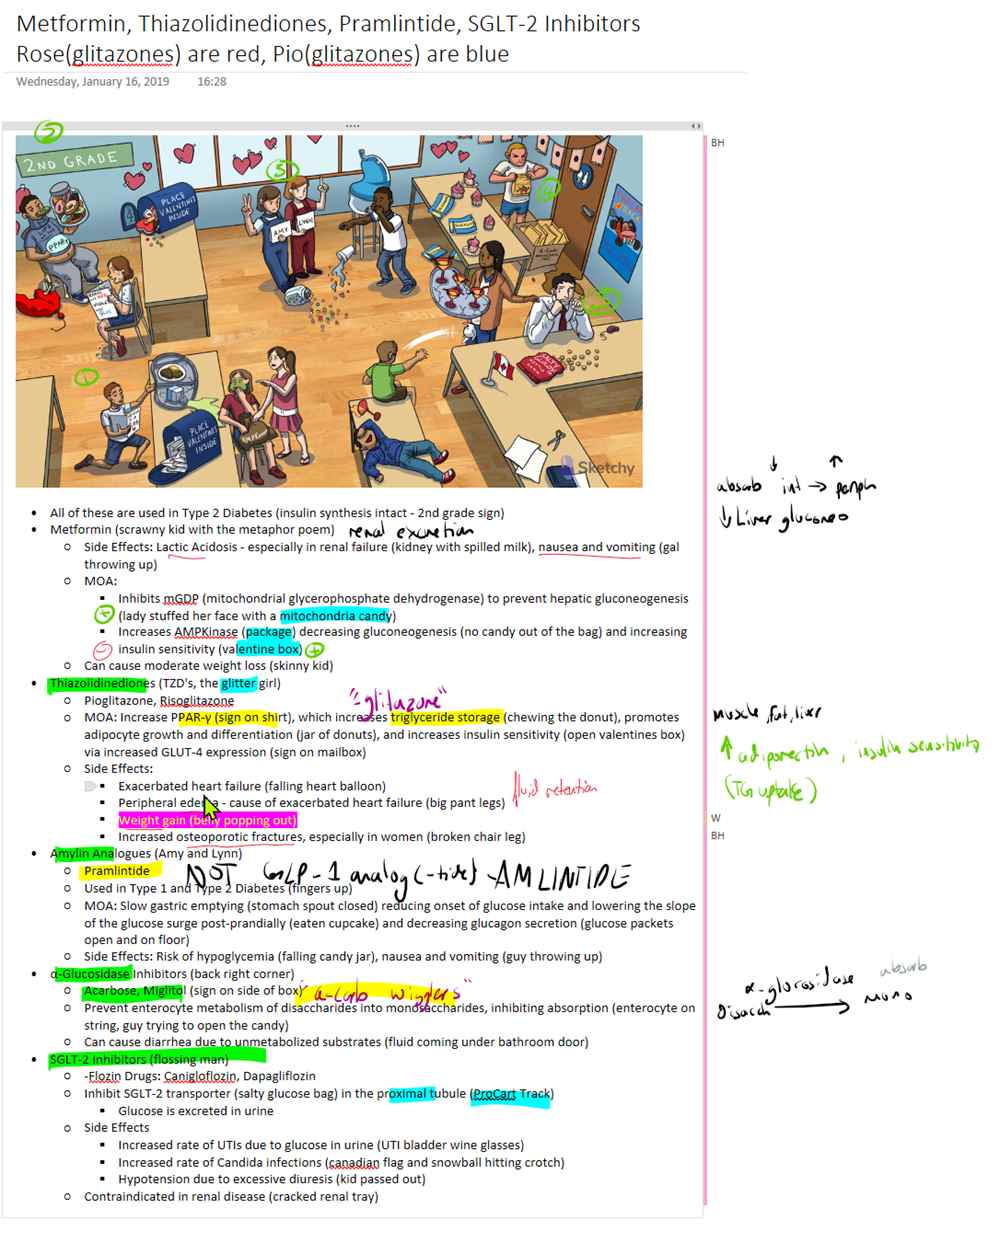 Metformin, Thiazolidinediones, Pramlintide, SGLT-2 Inhibitors
Rose(glitazones) are red, Pio(glitazones) are blue
Wednesday, January 16, 2019 16:28
BH
2
2ND GRADE
PLACE VALENTINES INSIDE
5
AMY
LYNN
4
PPAR-γ
1
PLACE VALENTINES INSIDE
Sketchy
absorb ↓ int → ↑ periph
↓ Liver gluconeo
• All of these are used in Type 2 Diabetes (insulin synthesis intact - 2nd grade sign)
• Metformin (scrawny kid with the metaphor poem) renal excretion
○ Side Effects: Lactic Acidosis - especially in renal failure (kidney with spilled milk), nausea and vomiting (gal
throwing up)
○ MOA:
▪ Inhibits mGDP (mitochondrial glycerophosphate dehydrogenase) to prevent hepatic gluconeogenesis
(lady stuffed her face with a mitochondria candy)
▪ Increases AMPKinase (package) decreasing gluconeogenesis (no candy out of the bag) and increasing
insulin sensitivity (valentine box) +
○ Can cause moderate weight loss (skinny kid)
• Thiazolidinediones (TZD's, the glitter girl)
"-glitazone"
○ Pioglitazone, Risoglitazone
○ MOA: Increase PPAR-γ (sign on shirt), which increases triglyceride storage (chewing the donut), promotes
adipocyte growth and differentiation (jar of donuts), and increases insulin sensitivity (open valentines box)
via increased GLUT-4 expression (sign on mailbox)
muscle, fat, liver
↑ adiponectin, insulin sensitivity
(TG uptake)
○ Side Effects:
▪ Exacerbated heart failure (falling heart balloon)
▪ Peripheral edema - cause of exacerbated heart failure (big pant legs)
fluid retention
▪ Weight gain (belly popping out)
W
▪ Increased osteoporotic fractures, especially in women (broken chair leg)
BH
• Amylin Analogues (Amy and Lynn)
○ Pramlintide NOT GLP-1 analog (-tide) -AMLINTIDE
○ Used in Type 1 and Type 2 Diabetes (fingers up)
○ MOA: Slow gastric emptying (stomach spout closed) reducing onset of glucose intake and lowering the slope
of the glucose surge post-prandially (eaten cupcake) and decreasing glucagon secretion (glucose packets
open and on floor)
○ Side Effects: Risk of hypoglycemia (falling candy jar), nausea and vomiting (guy throwing up)
• α-Glucosidase Inhibitors (back right corner)
○ Acarbose, Miglitol (sign on side of box) "a-carb wigglers"
○ Prevent enterocyte metabolism of disaccharides into monosaccharides, inhibiting absorption (enterocyte on
string, guy trying to open the candy)
α-glucosidase absorb
Disacch → mono
○ Can cause diarrhea due to unmetabolized substrates (fluid coming under bathroom door)
• SGLT-2 Inhibitors (flossing man)
○ -Flozin Drugs: Canigloflozin, Dapagliflozin
○ Inhibit SGLT-2 transporter (salty glucose bag) in the proximal tubule (ProCart Track)
▪ Glucose is excreted in urine
○ Side Effects
▪ Increased rate of UTIs due to glucose in urine (UTI bladder wine glasses)
▪ Increased rate of Candida infections (canadian flag and snowball hitting crotch)
▪ Hypotension due to excessive diuresis (kid passed out)
○ Contraindicated in renal disease (cracked renal tray)